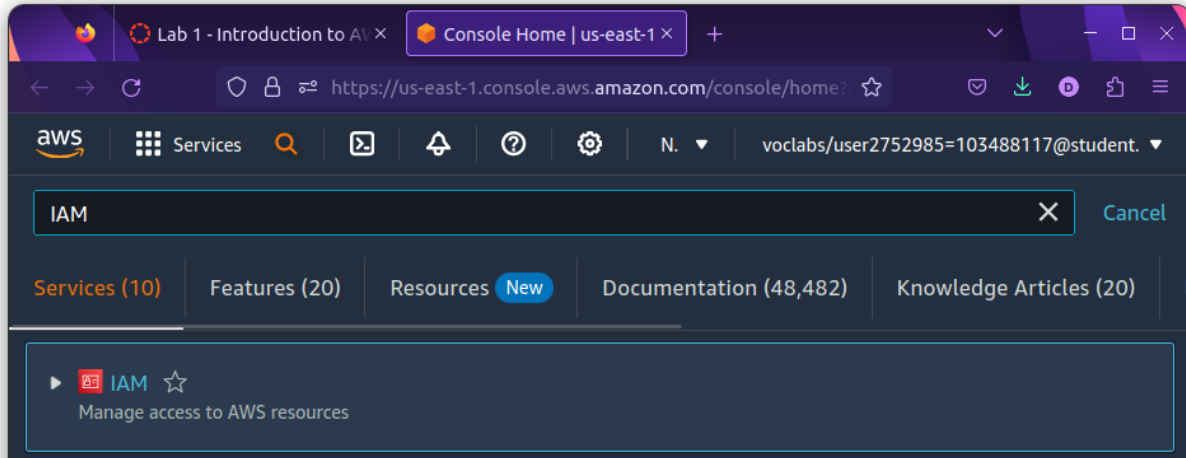 Lab 1 - Introduction to AW
Console Home | us-east-1
https://us-east-1.console.aws.amazon.com/console/home?
D
aws
Services
N.
voclabs/user2752985=103488117@student.
IAM
Cancel
Services (10)
Features (20)
Resources New
Documentation (48,482)
Knowledge Articles (20)
IAM
Manage access to AWS resources